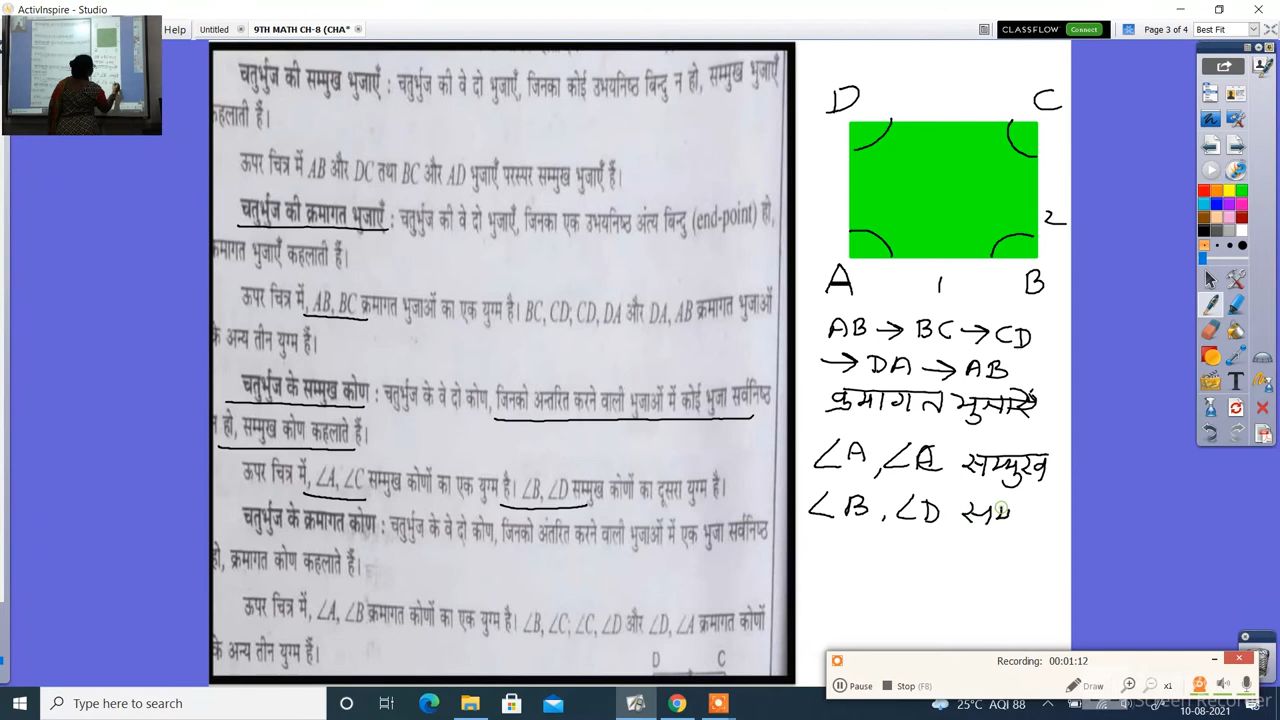 ActivInspire - Studio
Help
Untitled
9TH MATH CH-8 (CHA*
CLASSFLOW
Connect
Page 3 of 4
Best Fit
चतुर्भुज की सम्मुख भुजाएँ : चतुर्भुज की वे दो भुजाएँ, जिनका कोई उभयनिष्ठ बिन्दु न हो, सम्मुख भुजाएँ
कहलाती हैं।
ऊपर चित्र में AB और DC तथा BC और AD भुजाएँ परस्पर सम्मुख भुजाएँ हैं।
चतुर्भुज की क्रमागत भुजाएँ : चतुर्भुज की वे दो भुजाएँ, जिनका एक उभयनिष्ठ अंत्य बिन्दु (end-point) हो,
क्रमागत भुजाएँ कहलाती हैं।
ऊपर चित्र में, AB, BC क्रमागत भुजाओं का एक युग्म है। BC, CD; CD, DA और DA, AB क्रमागत भुजाओं
के अन्य तीन युग्म हैं।
चतुर्भुज के सम्मुख कोण : चतुर्भुज के वे दो कोण, जिनको अन्तरित करने वाली भुजाओं में कोई भुजा सर्वनिष्ठ
न हो, सम्मुख कोण कहलाते हैं।
ऊपर चित्र में, ∠A, ∠C सम्मुख कोणों का एक युग्म है। ∠B, ∠D सम्मुख कोणों का दूसरा युग्म है।
चतुर्भुज के क्रमागत कोण : चतुर्भुज के वे दो कोण, जिनको अंतरित करने वाली भुजाओं में एक भुजा सर्वनिष्ठ
हो, क्रमागत कोण कहलाते हैं।
ऊपर चित्र में, ∠A, ∠B क्रमागत कोणों का एक युग्म है। ∠B, ∠C; ∠C, ∠D और ∠D, ∠A क्रमागत कोणों
के अन्य तीन युग्म हैं।
D C
D C
2
A 1 B
AB → BC → CD
→ DA → AB
क्रमागत भुजाएँ
∠A, ∠C सम्मुख
∠B, ∠D सम
Recording: 00:01:12
Pause
Stop (F8)
Draw
x1
Type here to search
25°C AQI 88
10-08-2021
Screen Recorder